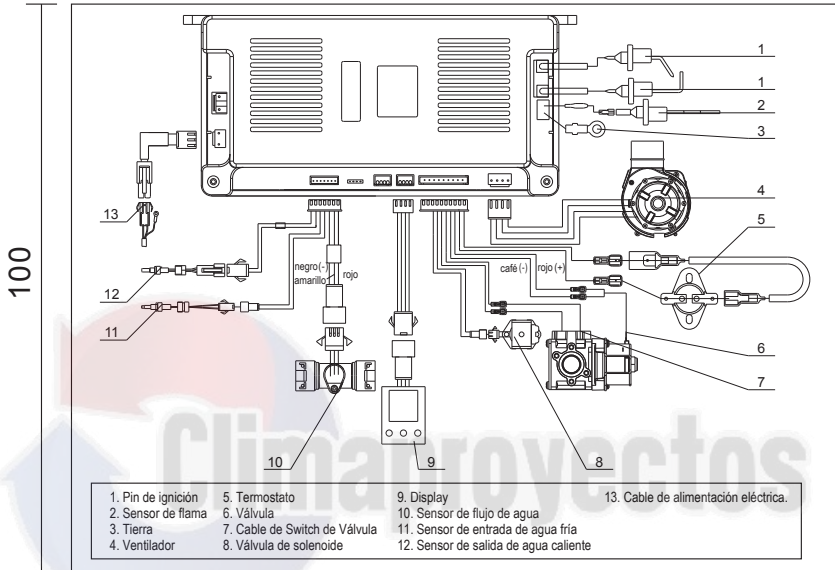 100
1
1
2
3
4
5
6
7
8
9
10
11
12
13
negro(-)
amarillo
rojo
café (-)
rojo (+)
Climaproyectos
1. Pin de ignición
2. Sensor de flama
3. Tierra
4. Ventilador
5. Termostato
6. Válvula
7. Cable de Switch de Válvula
8. Válvula de solenoide
9. Display
10. Sensor de flujo de agua
11. Sensor de entrada de agua fría
12. Sensor de salida de agua caliente
13. Cable de alimentación eléctrica.